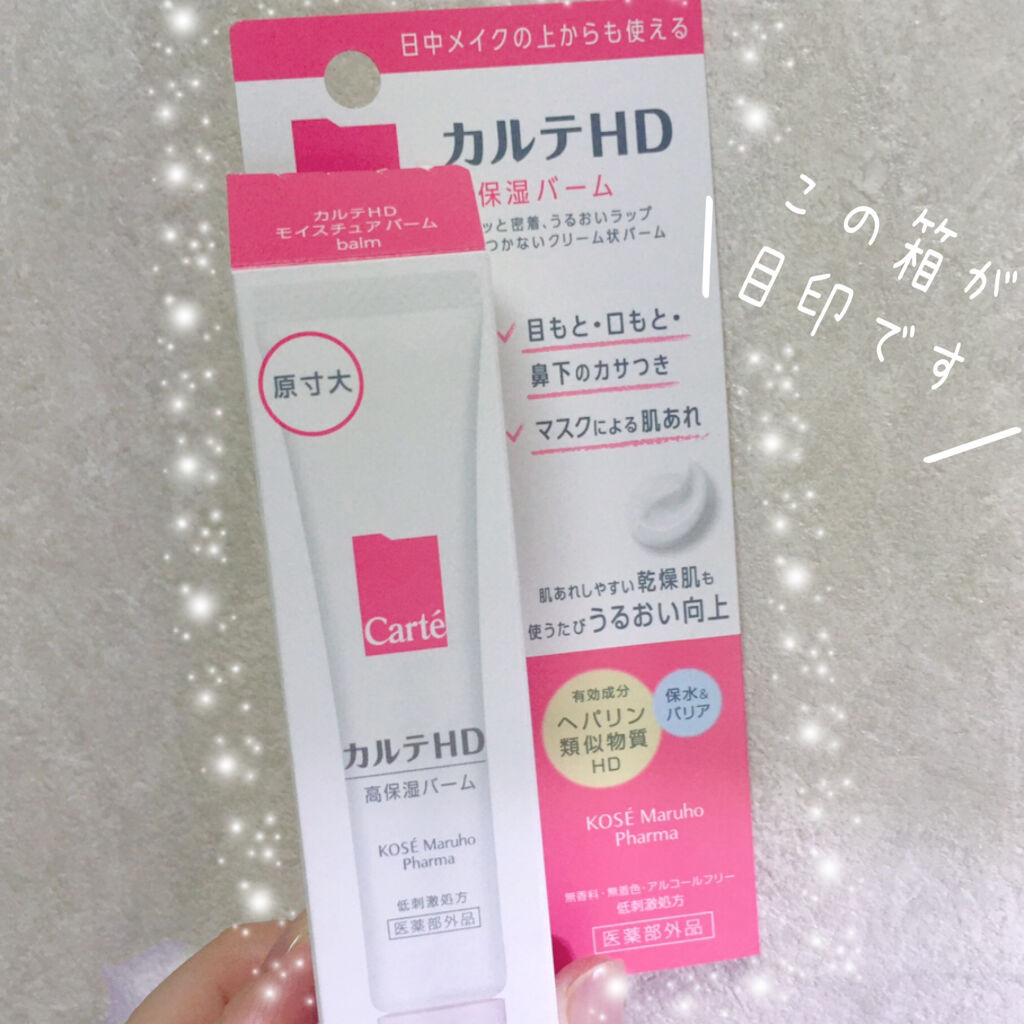 日中メイクの上からも使える
カルテHD
保湿バーム
ッと密着、うるおいラップ
つかないクリーム状バーム
目もと・口もと・
鼻下のカサつき
マスクによる肌あれ
肌あれしやすい乾燥肌も
使うたびうるおい向上
有効成分
ヘパリン
類似物質
HD
保水&
バリア
KOSÉ Maruho
Pharma
無香料・無着色・アルコールフリー
低刺激処方
医薬部外品
カルテHD
モイスチュアバーム
balm
原寸大
Carté
カルテHD
高保湿バーム
KOSÉ Maruho
Pharma
低刺激処方
医薬部外品
この箱が
目印です